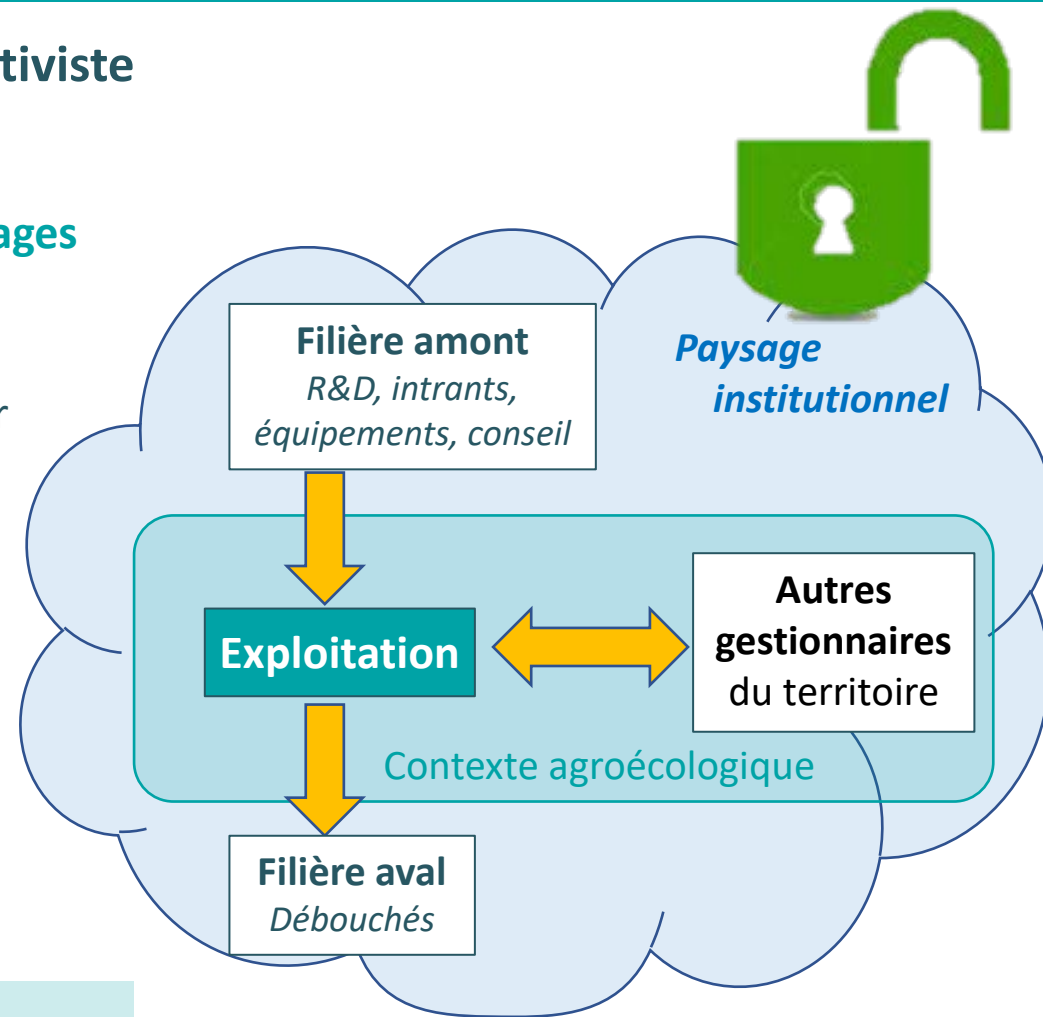 tiviste
ages
r
Filière amont
R&D, intrants,
équipements, conseil
Paysage
institutionnel
Exploitation
Autres
gestionnaires
du territoire
Contexte agroécologique
Filière aval
Débouchés